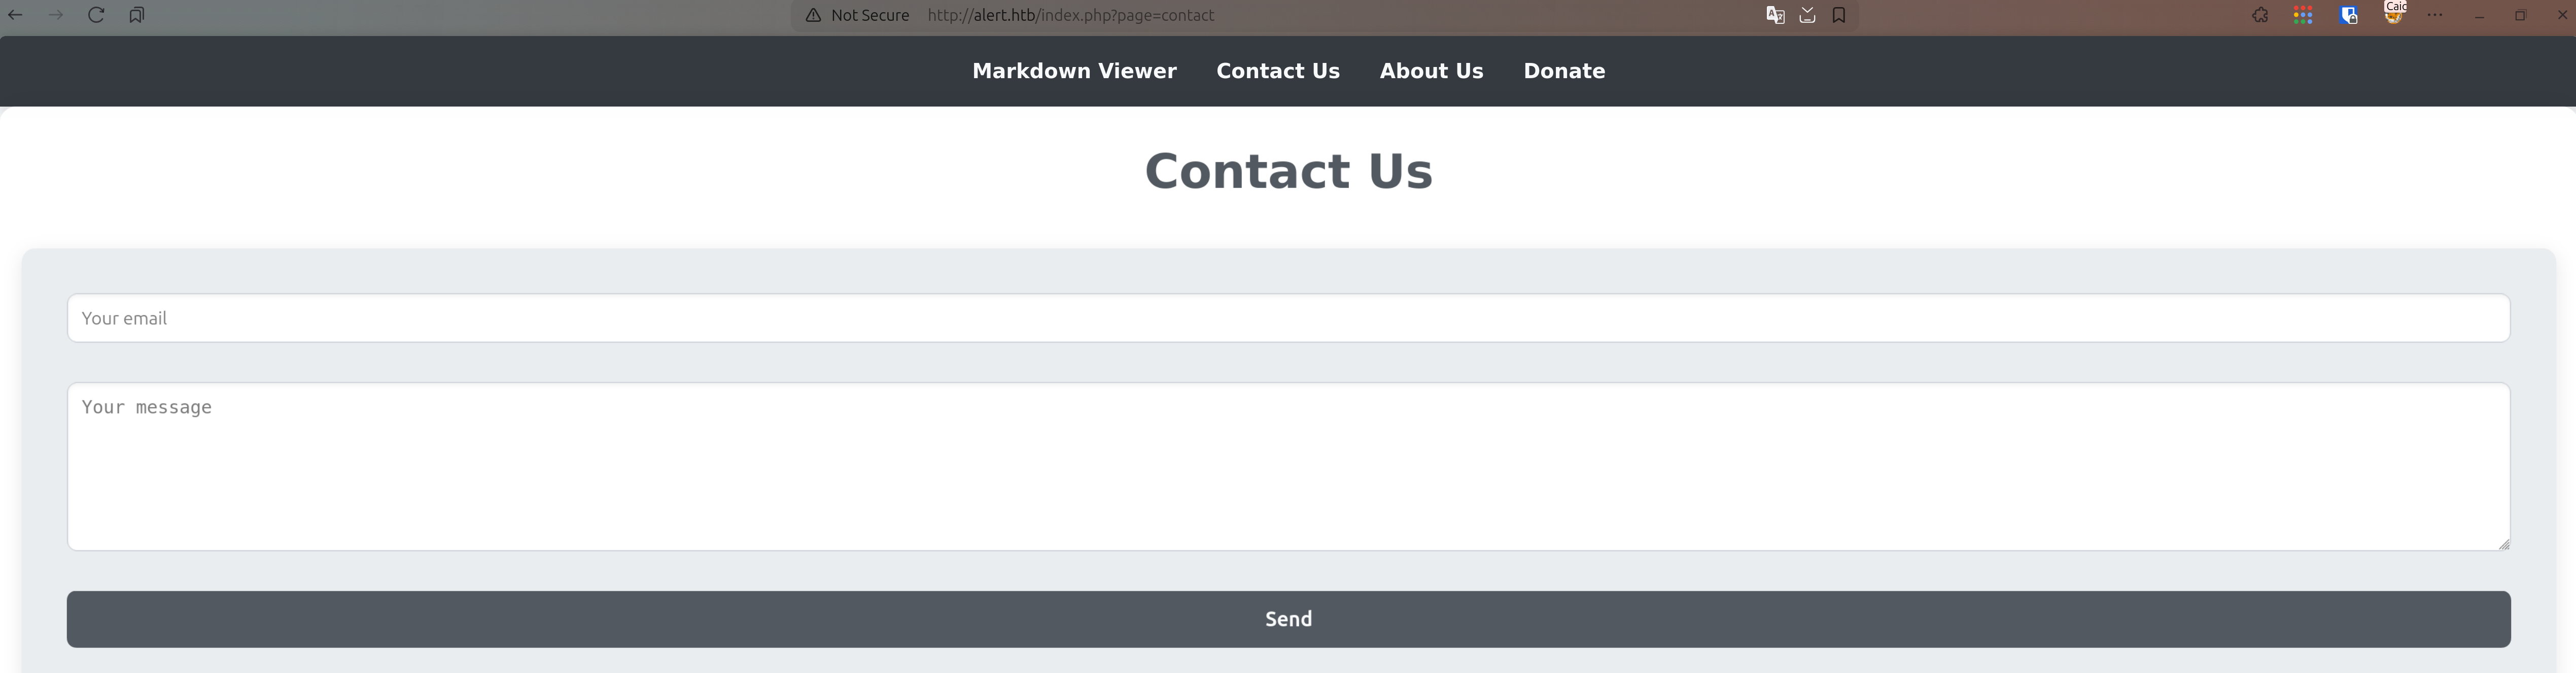 Not Secure http://alert.htb/index.php?page=contact
Caic
Markdown Viewer Contact Us About Us Donate
Contact Us
Your email
Your message
Send